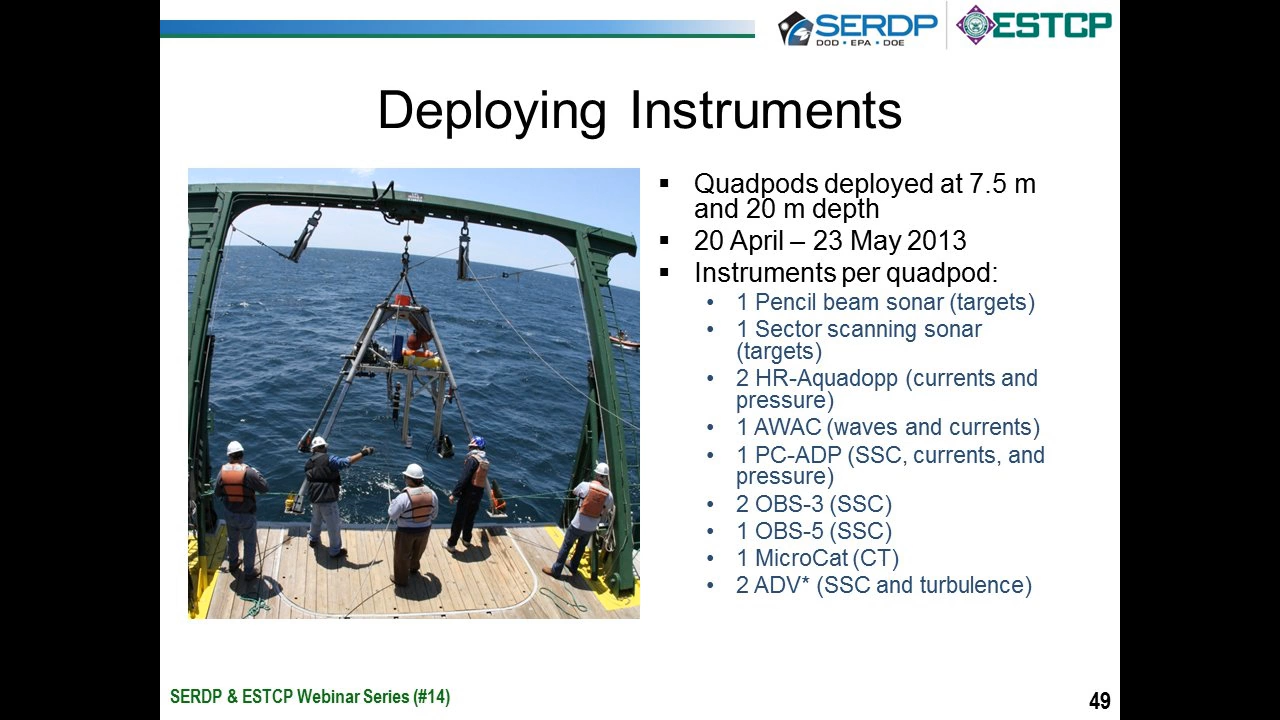 SERDP
DOD • EPA • DOE
ESTCP
Deploying Instruments
▪ Quadpods deployed at 7.5 m
and 20 m depth
▪ 20 April – 23 May 2013
▪ Instruments per quadpod:
• 1 Pencil beam sonar (targets)
• 1 Sector scanning sonar
(targets)
• 2 HR-Aquadopp (currents and
pressure)
• 1 AWAC (waves and currents)
• 1 PC-ADP (SSC, currents, and
pressure)
• 2 OBS-3 (SSC)
• 1 OBS-5 (SSC)
• 1 MicroCat (CT)
• 2 ADV* (SSC and turbulence)
SERDP & ESTCP Webinar Series (#14)
49